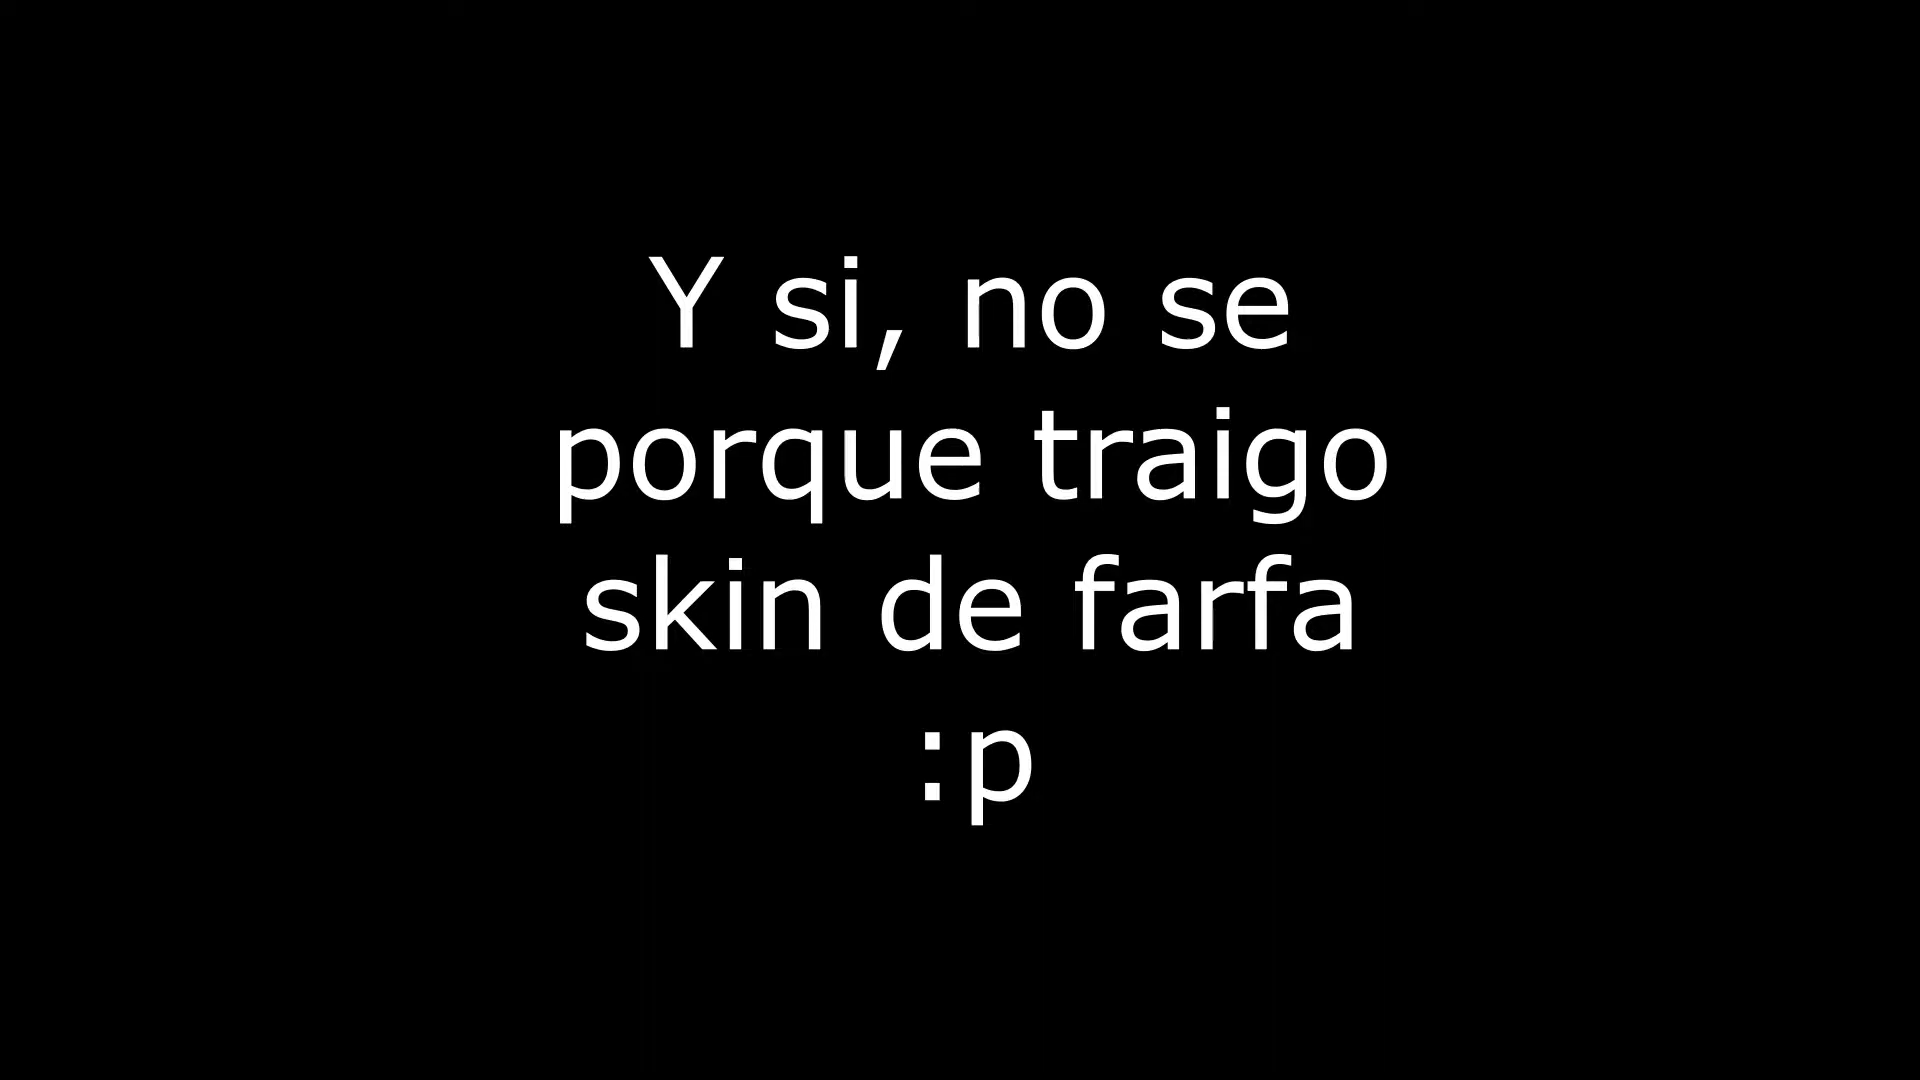 Y si, no se
porque traigo
skin de farfa
:p